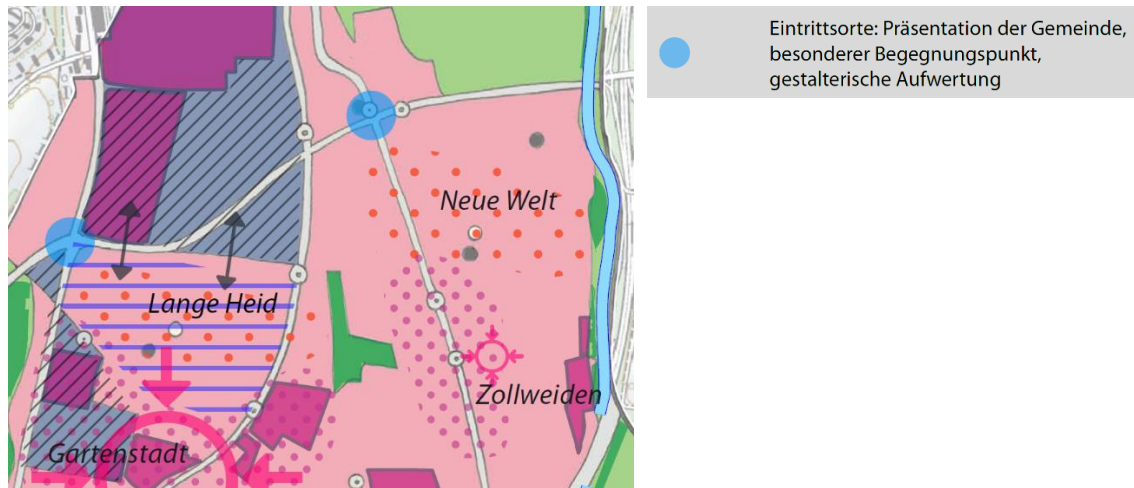 Eintrittsorte: Präsentation der Gemeinde,
besonderer Begegnungspunkt,
gestalterische Aufwertung
Neue Welt
Lange Heid
Zollweiden
Gartenstadt